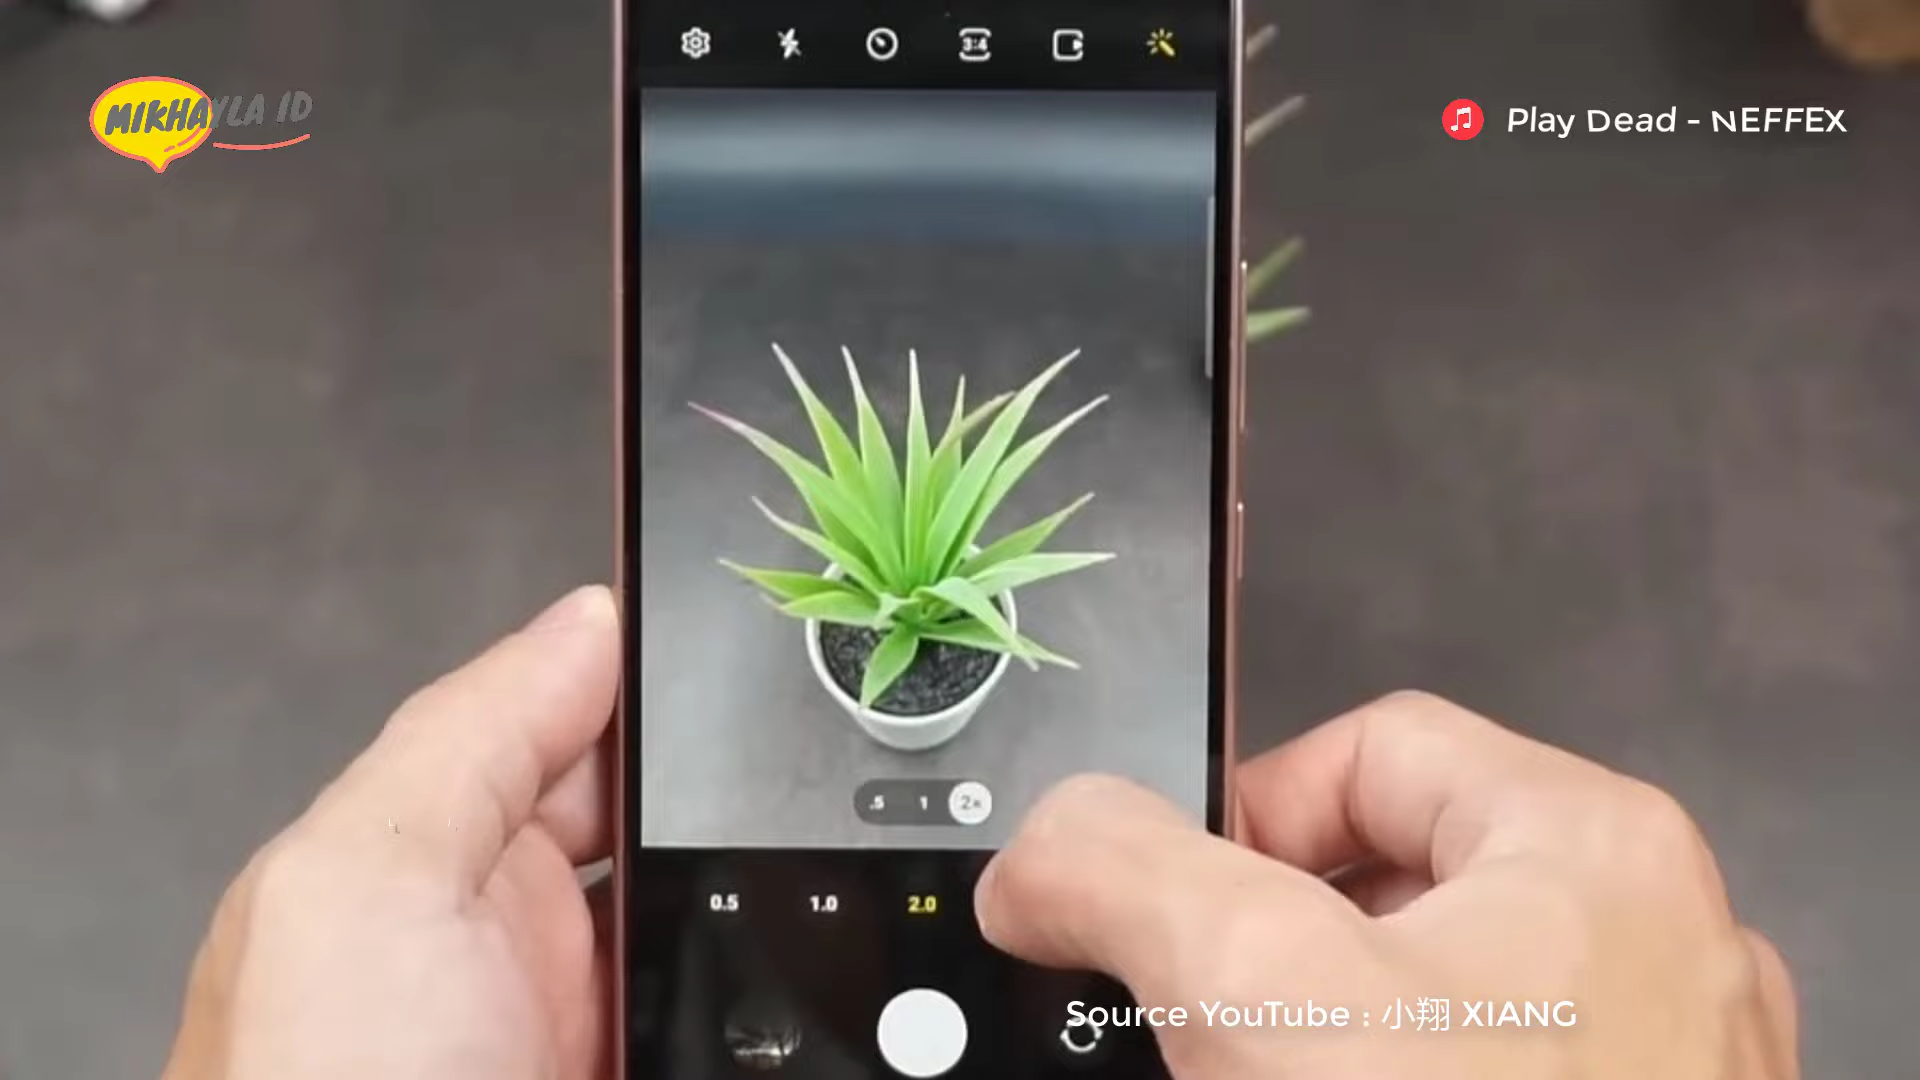 3:4
MIKHAYLA ID
Play Dead - NEFFEX
.5 1 2x
0.5 1.0 2.0
Source YouTube : 小翔 XIANG